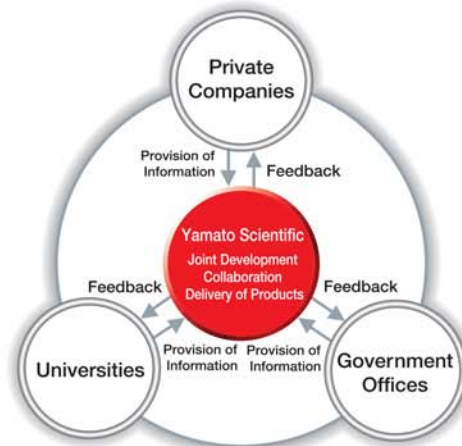 Private
Companies
Provision of
Information
Feedback
Yamato Scientific
Joint Development
Collaboration
Delivery of Products
Feedback
Feedback
Universities
Provision of
Information
Provision of
Information
Government
Offices